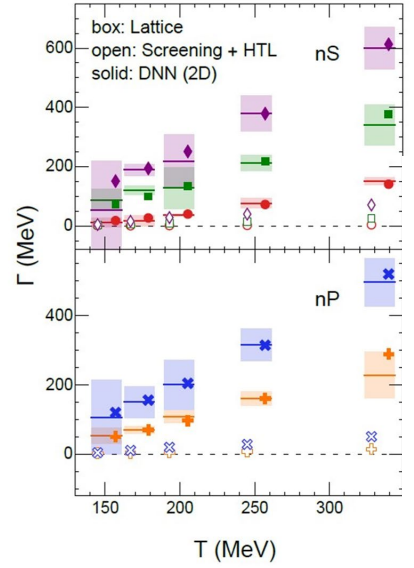 box: Lattice
open: Screening + HTL
solid: DNN (2D)
nS
600
400
200
0
Γ (MeV)
nP
400
200
0
150
200
250
300
T (MeV)